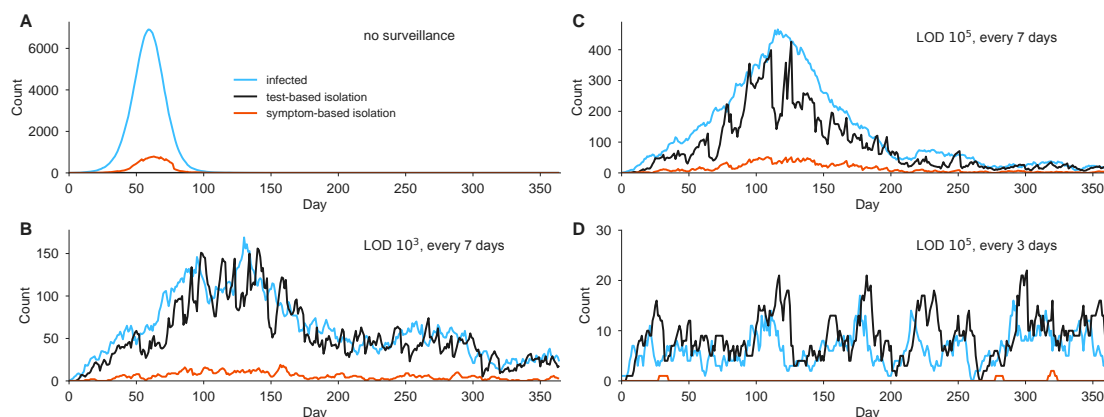 A
no surveillance
6000
4000
2000
0
Count
infected
test-based isolation
symptom-based isolation
0 50 100 150 200 250 300 350
Day
B
LOD 10³, every 7 days
150
100
50
0
Count
0 50 100 150 200 250 300 350
Day
C
LOD 10⁵, every 7 days
400
300
200
100
0
Count
0 50 100 150 200 250 300 350
Day
D
LOD 10⁵, every 3 days
30
20
10
0
Count
0 50 100 150 200 250 300 350
Day